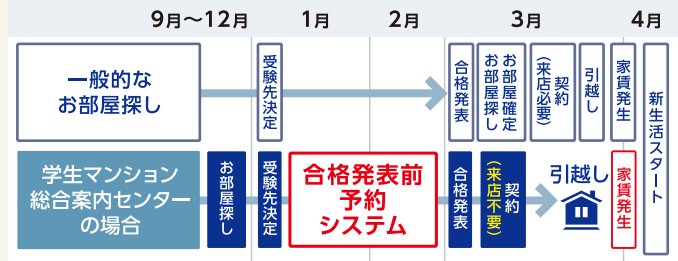 9月〜12月
1月
2月
3月
4月
一般的な
お部屋探し
受験先決定
合格発表
お部屋確定
お部屋探し
契約
(来店必要)
引越し
家賃発生
新生活スタート
学生マンション
総合案内センター
の場合
お部屋探し
受験先決定
合格発表前
予約
システム
合格発表
契約
(来店不要)
引越し
家賃発生